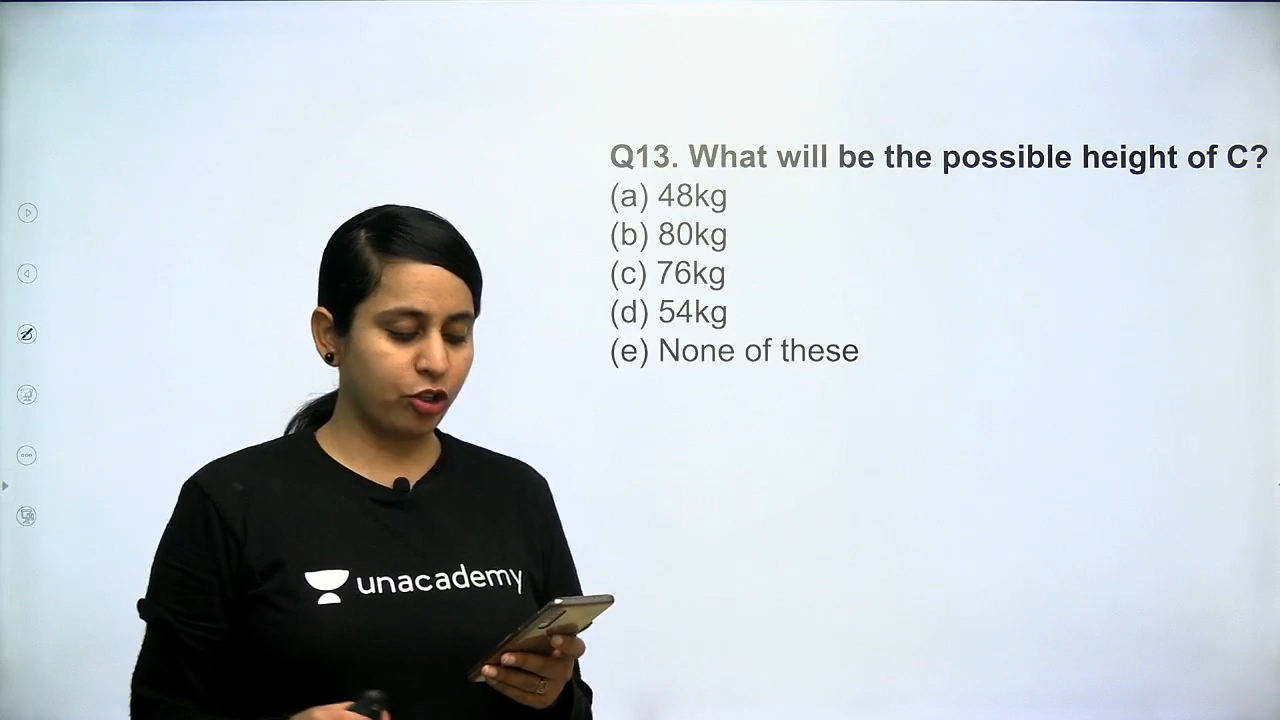 Q13. What will be the possible height of C?
(a) 48kg
(b) 80kg
(c) 76kg
(d) 54kg
(e) None of these
unacademy